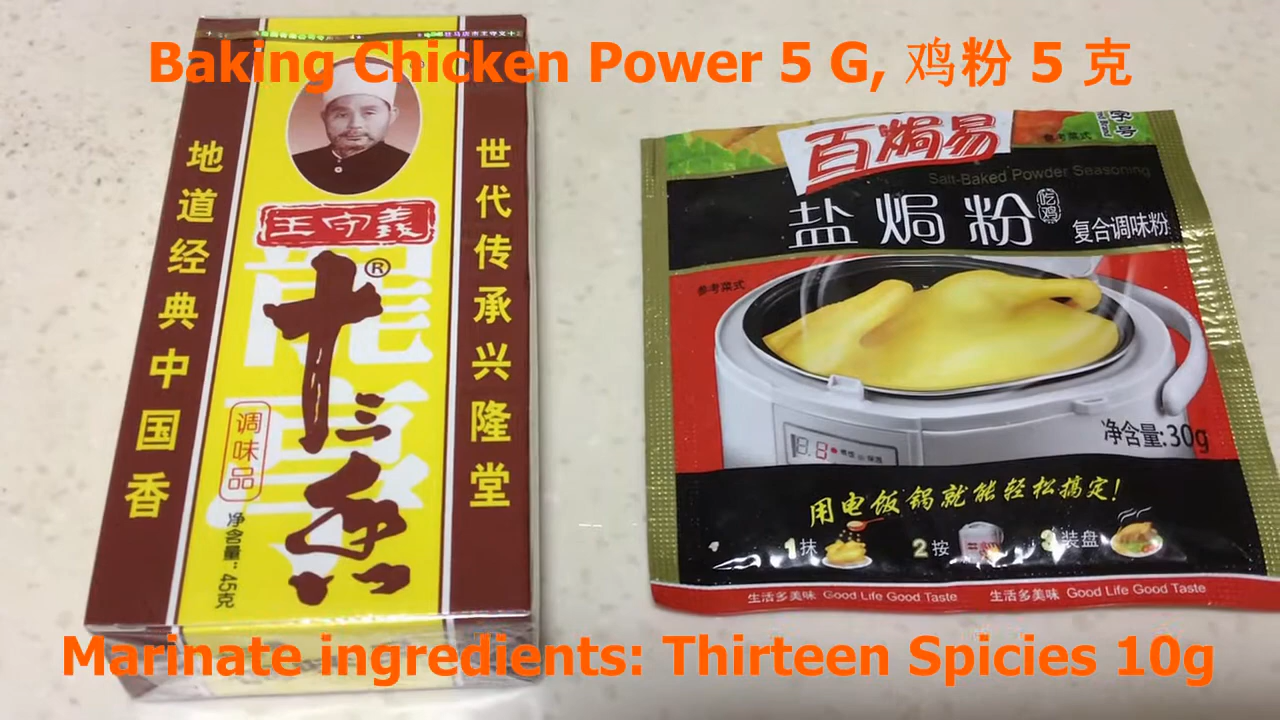 Baking Chicken Power 5 G, 鸡粉 5 克
地道经典中国香
王守義
十三香
®
调味品
净含量:45克
世代传承兴隆堂
百焗易
参考菜式
Salt-Baked Powder Seasoning
盐焗粉
吃鸡
复合调味粉
参考菜式
净含量:30g
用电饭锅就能轻松搞定!
1抹 2按 3装盘
生活多美味 Good Life Good Taste 生活多美味 Good Life Good Taste
Marinate ingredients: Thirteen Spicies 10g